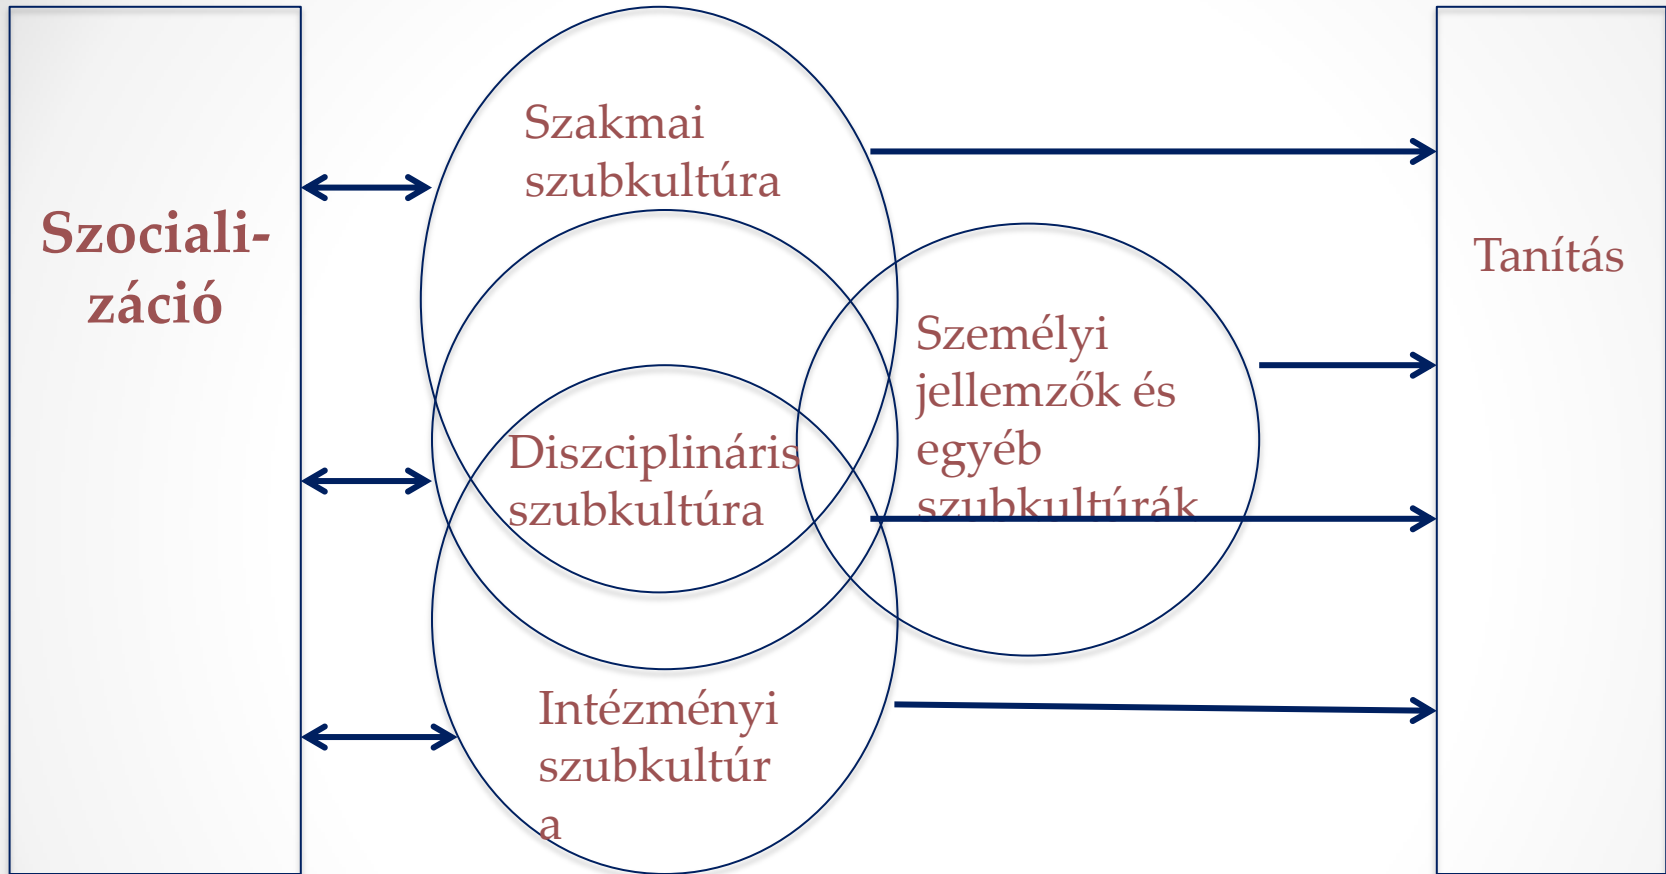 Szociali-
záció
Szakmai
szubkultúra
Diszciplináris
szubkultúra
Intézményi
szubkultúr
a
Személyi
jellemzők és
egyéb
szubkultúrák
Tanítás